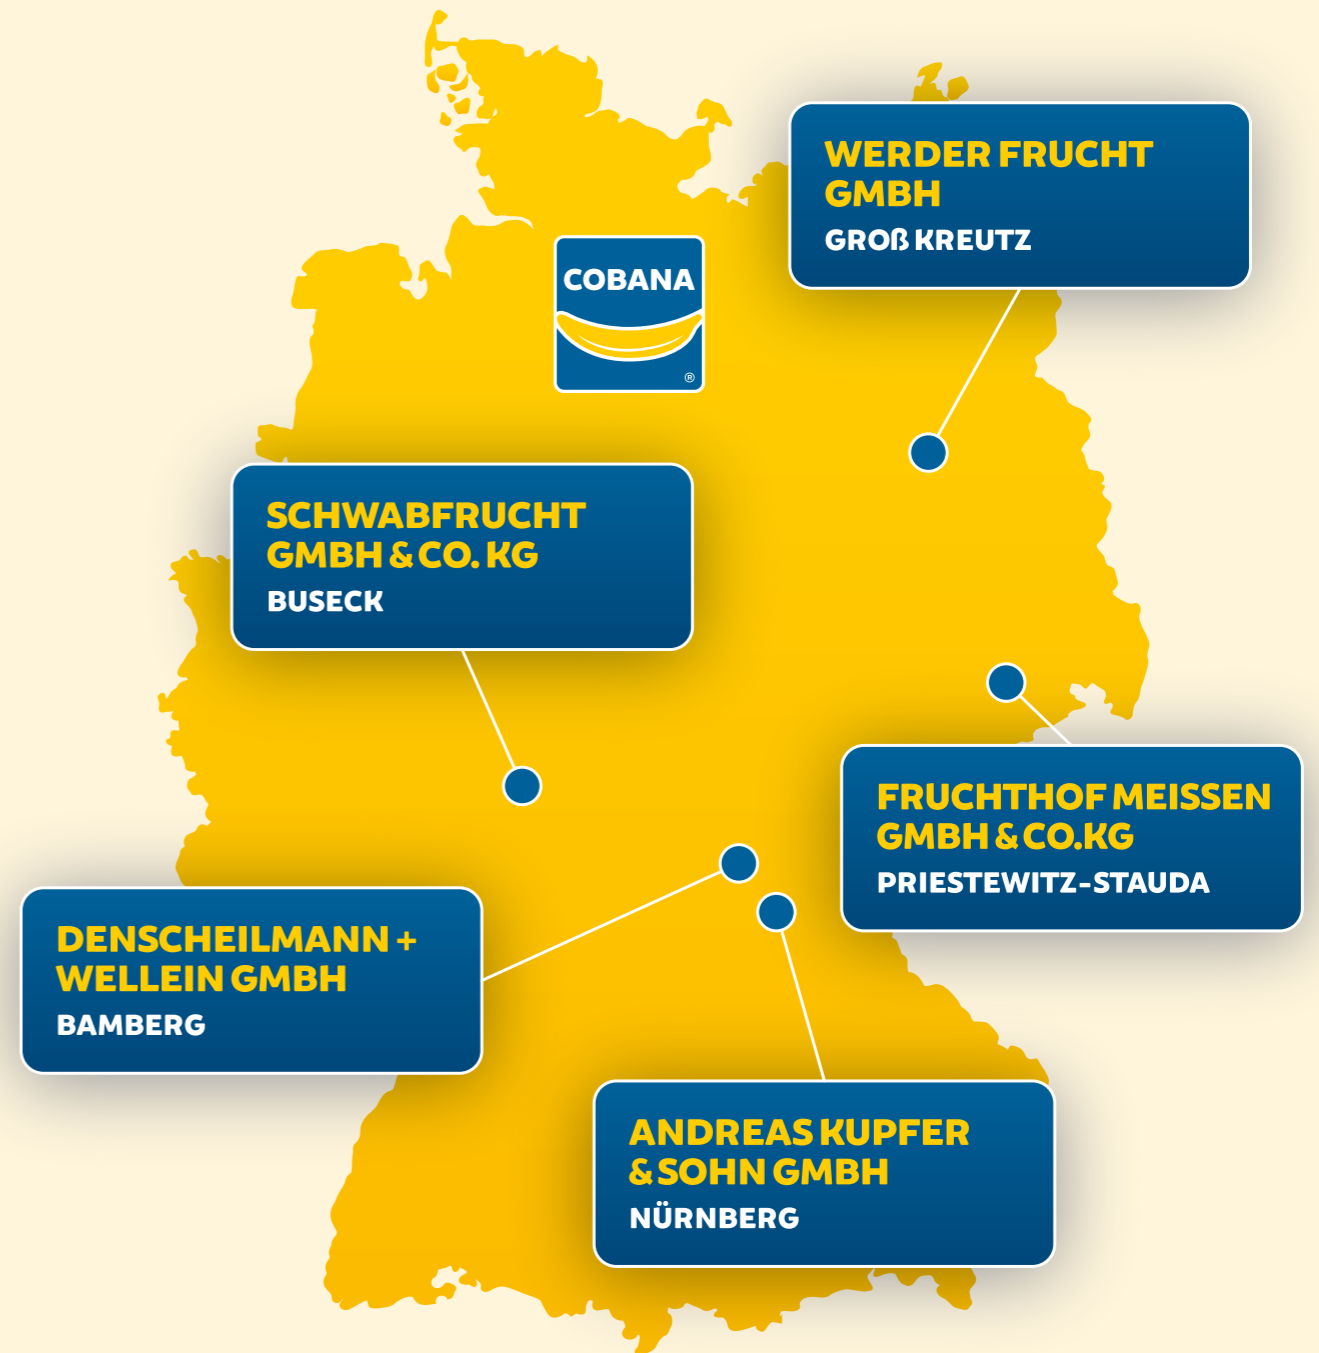 WERDER FRUCHT
GMBH
GROß KREUTZ
COBANA
®
SCHWABFRUCHT
GMBH & CO. KG
BUSECK
FRUCHTHOF MEISSEN
GMBH & CO.KG
PRIESTEWITZ-STAUDA
DENSCHEILMANN +
WELLEIN GMBH
BAMBERG
ANDREAS KUPFER
& SOHN GMBH
NÜRNBERG